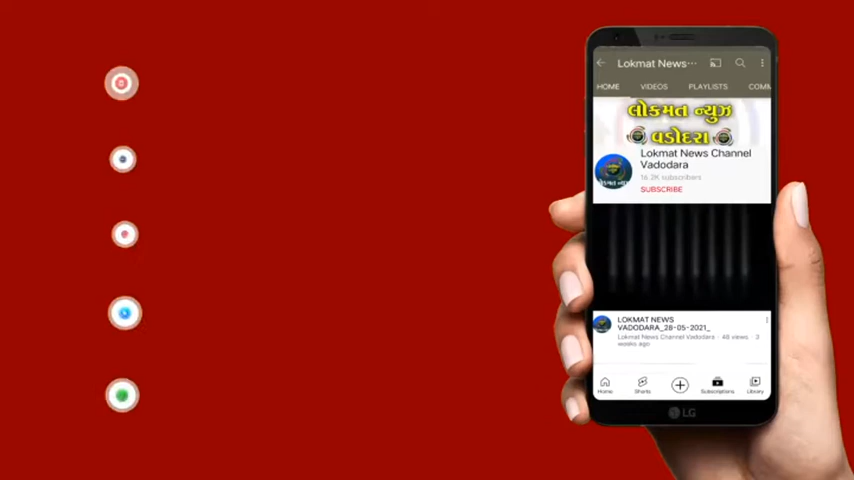 Lokmat News...
HOME VIDEOS PLAYLISTS COMM
લોકમત ન્યુઝ
વડોદરા
Lokmat News Channel
Vadodara
16.2K subscribers
SUBSCRIBE
LOKMAT NEWS
VADODARA_28-05-2021_
Lokmat News Channel Vadodara · 48 views · 3
weeks ago
Home Shorts Subscriptions Library
LG